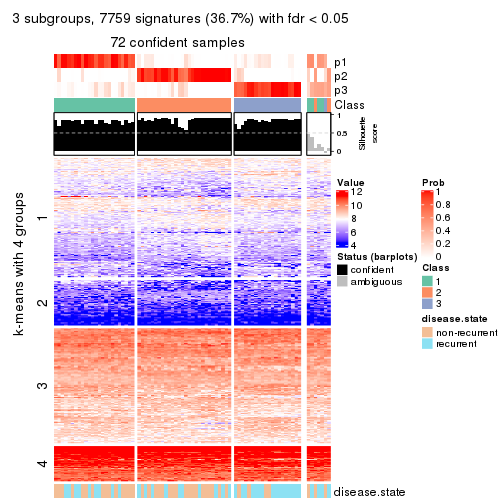 3 subgroups, 7759 signatures (36.7%) with fdr < 0.05
72 confident samples
p1
p2
p3
Class
1
0.5
0
Silhouette
score
k-means with 4 groups
1
2
3
4
disease.state
Value
12
10
8
6
4
Status (barplots)
confident
ambiguous
Prob
1
0.8
0.6
0.4
0.2
0
Class
1
2
3
disease.state
non-recurrent
recurrent